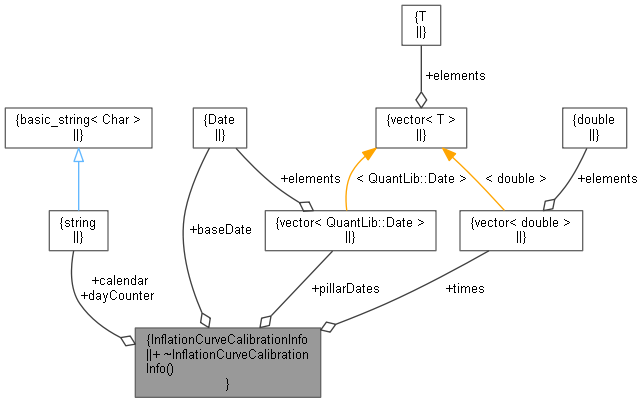 {T
||}
+elements
{basic_string< Char >
||}
{Date
||}
{vector< T >
||}
{double
||}
+elements
< QuantLib::Date >
< double >
+elements
{string
||}
+baseDate
{vector< QuantLib::Date >
||}
{vector< double >
||}
+calendar
+dayCounter
+pillarDates
+times
{InflationCurveCalibrationInfo
||+ ~InflationCurveCalibration
Info()
}